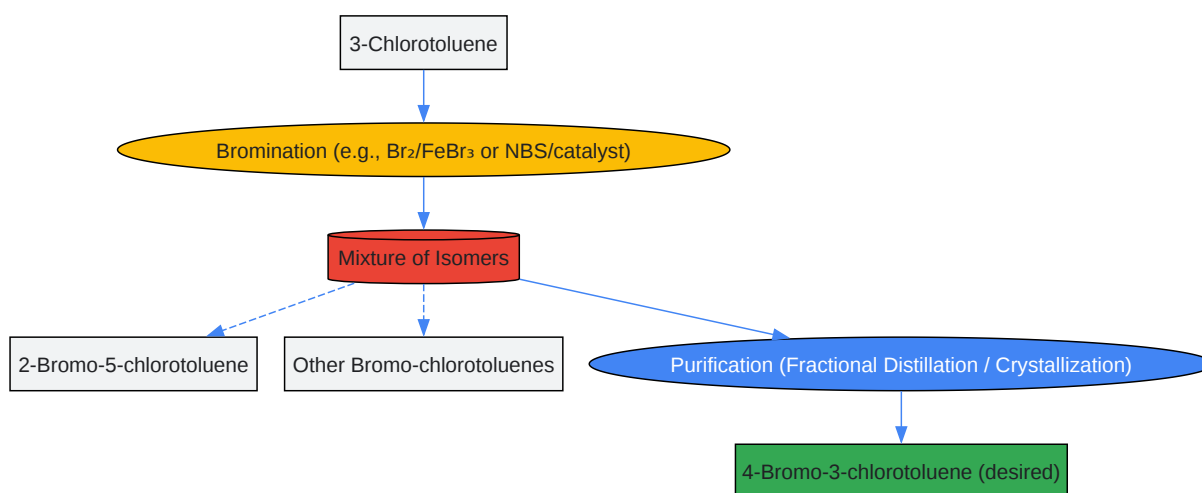 3-Chlorotoluene
Bromination (e.g., Br₂/FeBr₃ or NBS/catalyst)
Mixture of Isomers
2-Bromo-5-chlorotoluene
Other Bromo-chlorotoluenes
Purification (Fractional Distillation / Crystallization)
4-Bromo-3-chlorotoluene (desired)